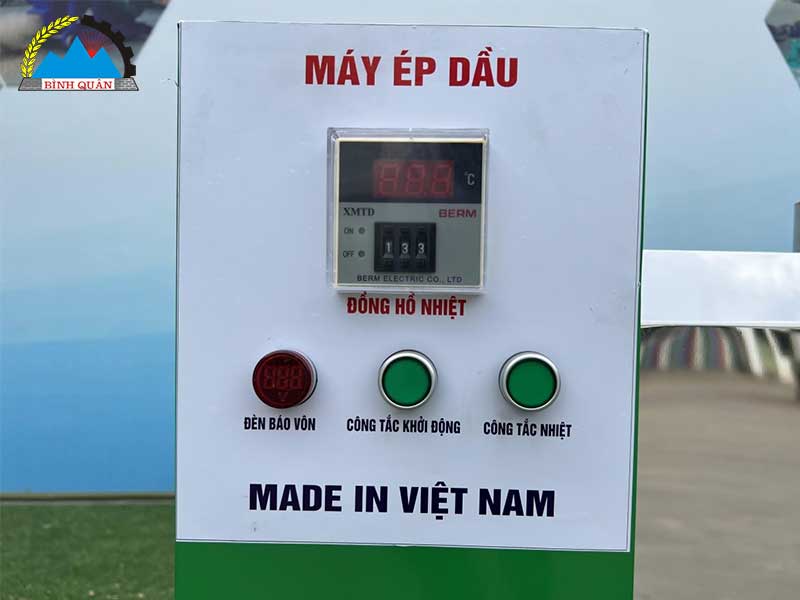 BÌNH QUÂN
MÁY ÉP DẦU
°C
XMTD BERM
ON
OFF
1 3 3
BERM ELECTRIC CO., LTD
ĐỒNG HỒ NHIỆT
V
ĐÈN BÁO VÔN
CÔNG TẮC KHỞI ĐỘNG
CÔNG TẮC NHIỆT
MADE IN VIỆT NAM